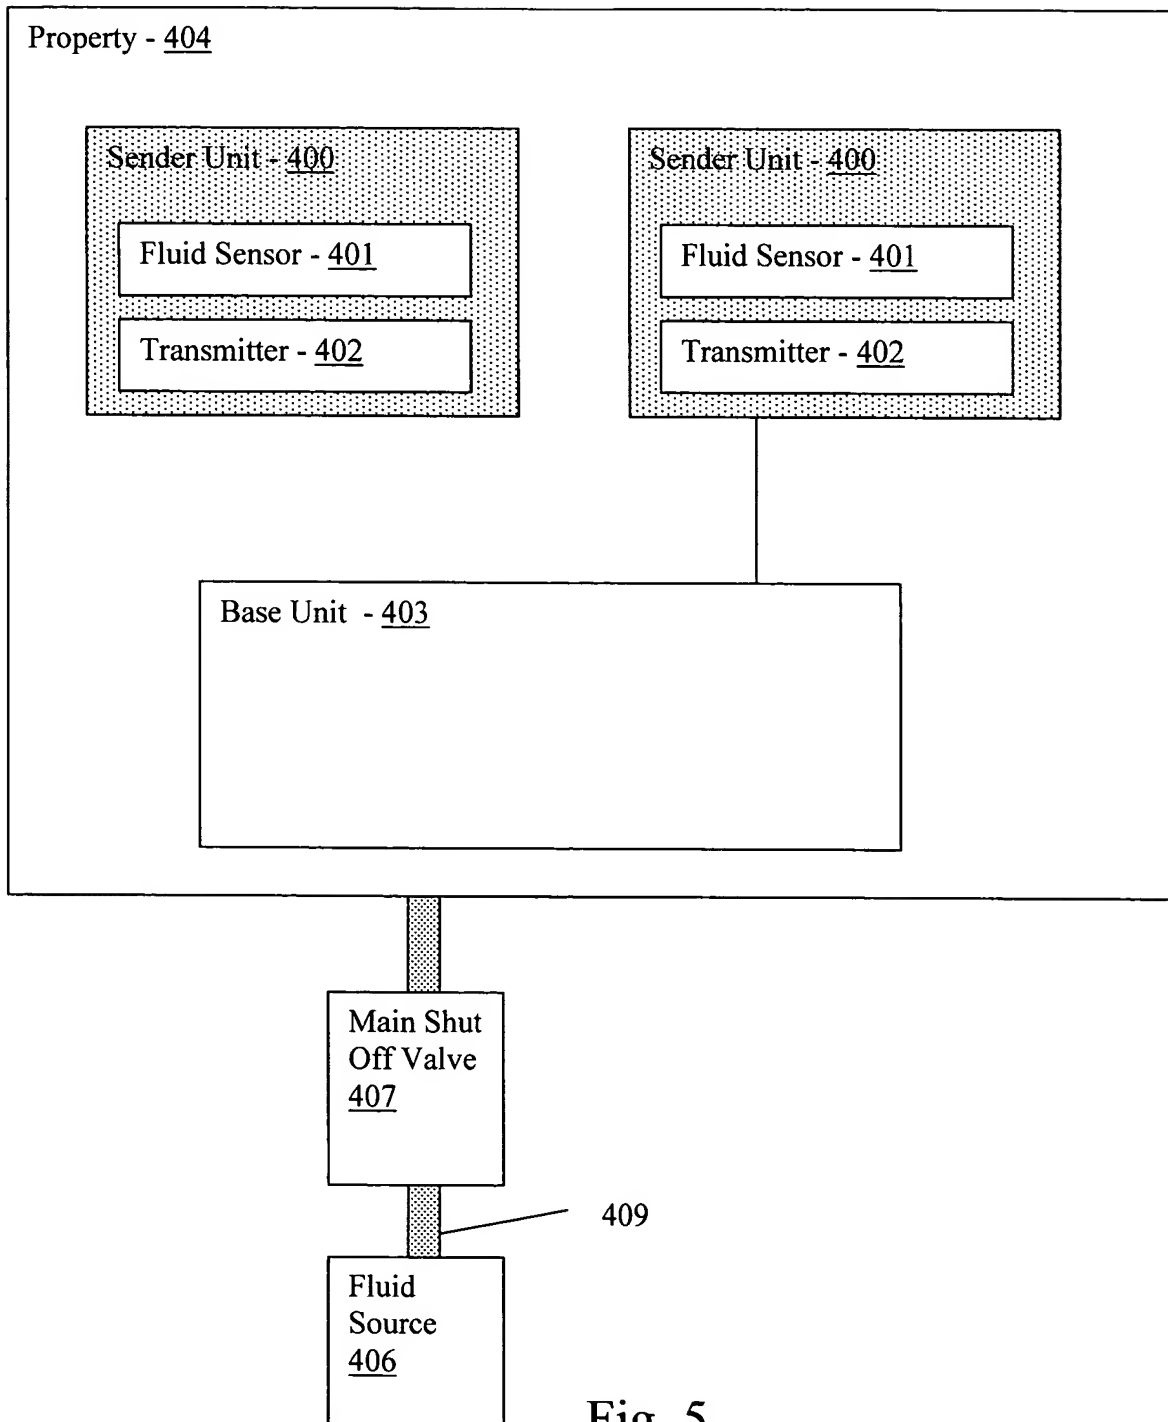 Property - 404
Sender Unit - 400
Fluid Sensor - 401
Transmitter - 402
Sender Unit - 400
Fluid Sensor - 401
Transmitter - 402
Base Unit - 403
Main Shut
Off Valve
407
409
Fluid
Source
406
Fig. 5